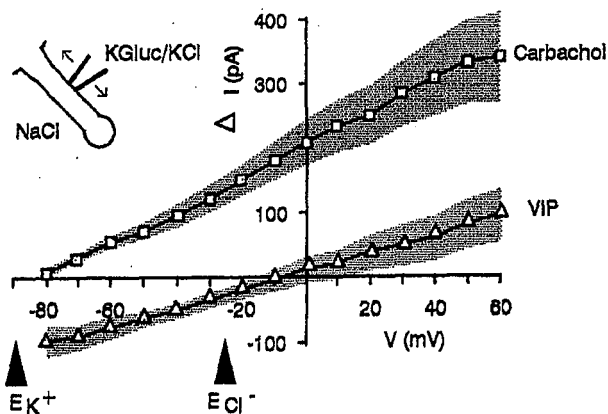 400
KGluc/KCl
Carbachol
Δ I (pA)
300
NaCl
100
VIP
-80 -60 -40 -20 20 40 60
V (mV)
-100
E K+ E Cl-